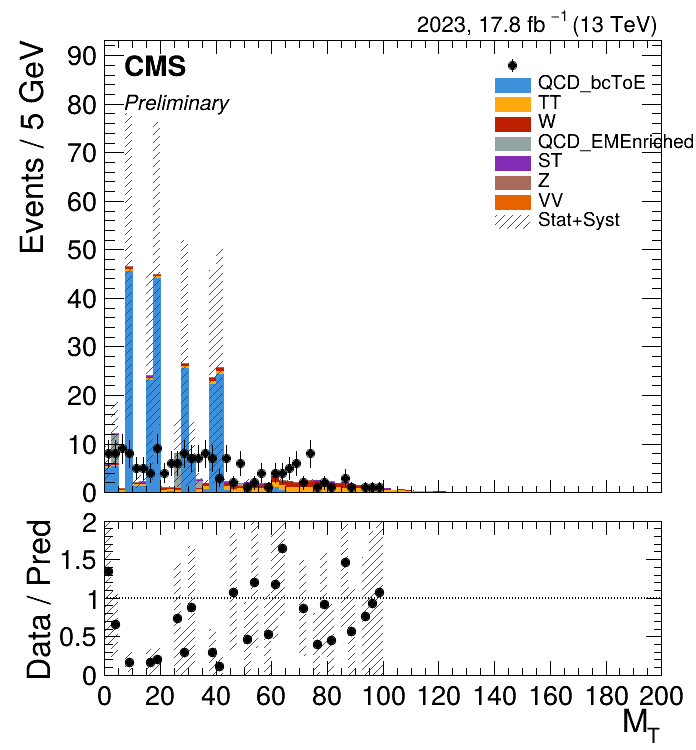 2023, 17.8 fb⁻¹ (13 TeV)
CMS
Preliminary
QCD_bcToE
TT
W
QCD_EMEnriched
ST
Z
VV
Stat+Syst
Events / 5 GeV
90
80
70
60
50
40
30
20
10
0
Data / Pred
2
1.5
1
0.5
0
0 20 40 60 80 100 120 140 160 180 200
M_T